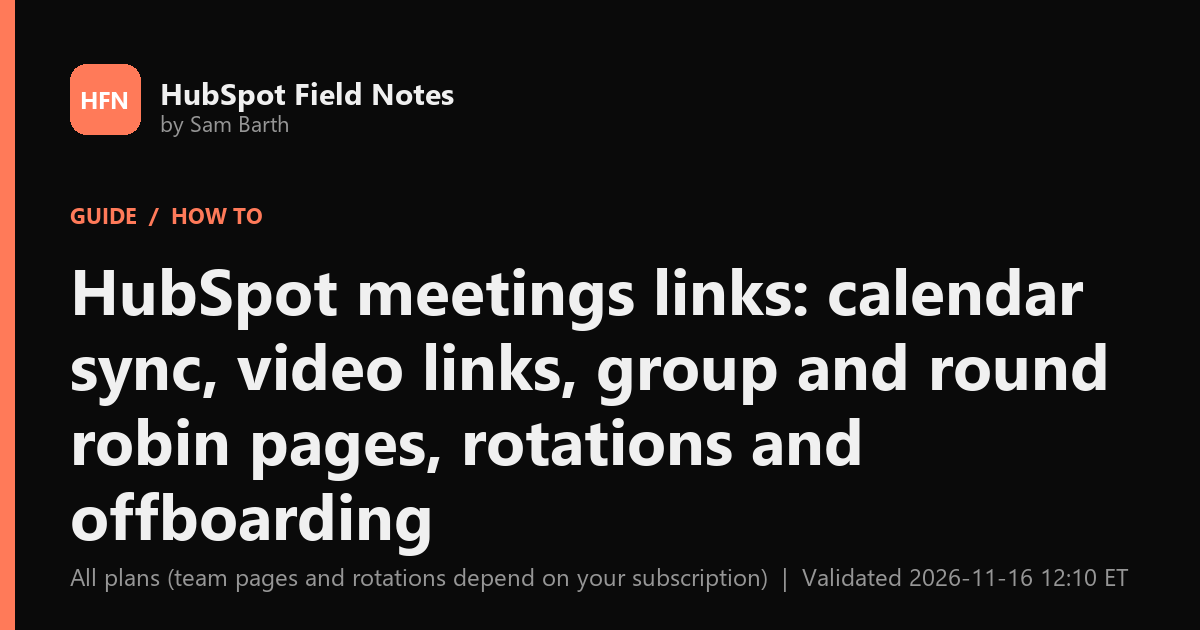 HFN
HubSpot Field Notes
by Sam Barth
GUIDE / HOW TO
HubSpot meetings links: calendar
sync, video links, group and round
robin pages, rotations and
offboarding
All plans (team pages and rotations depend on your subscription) | Validated 2026-11-16 12:10 ET